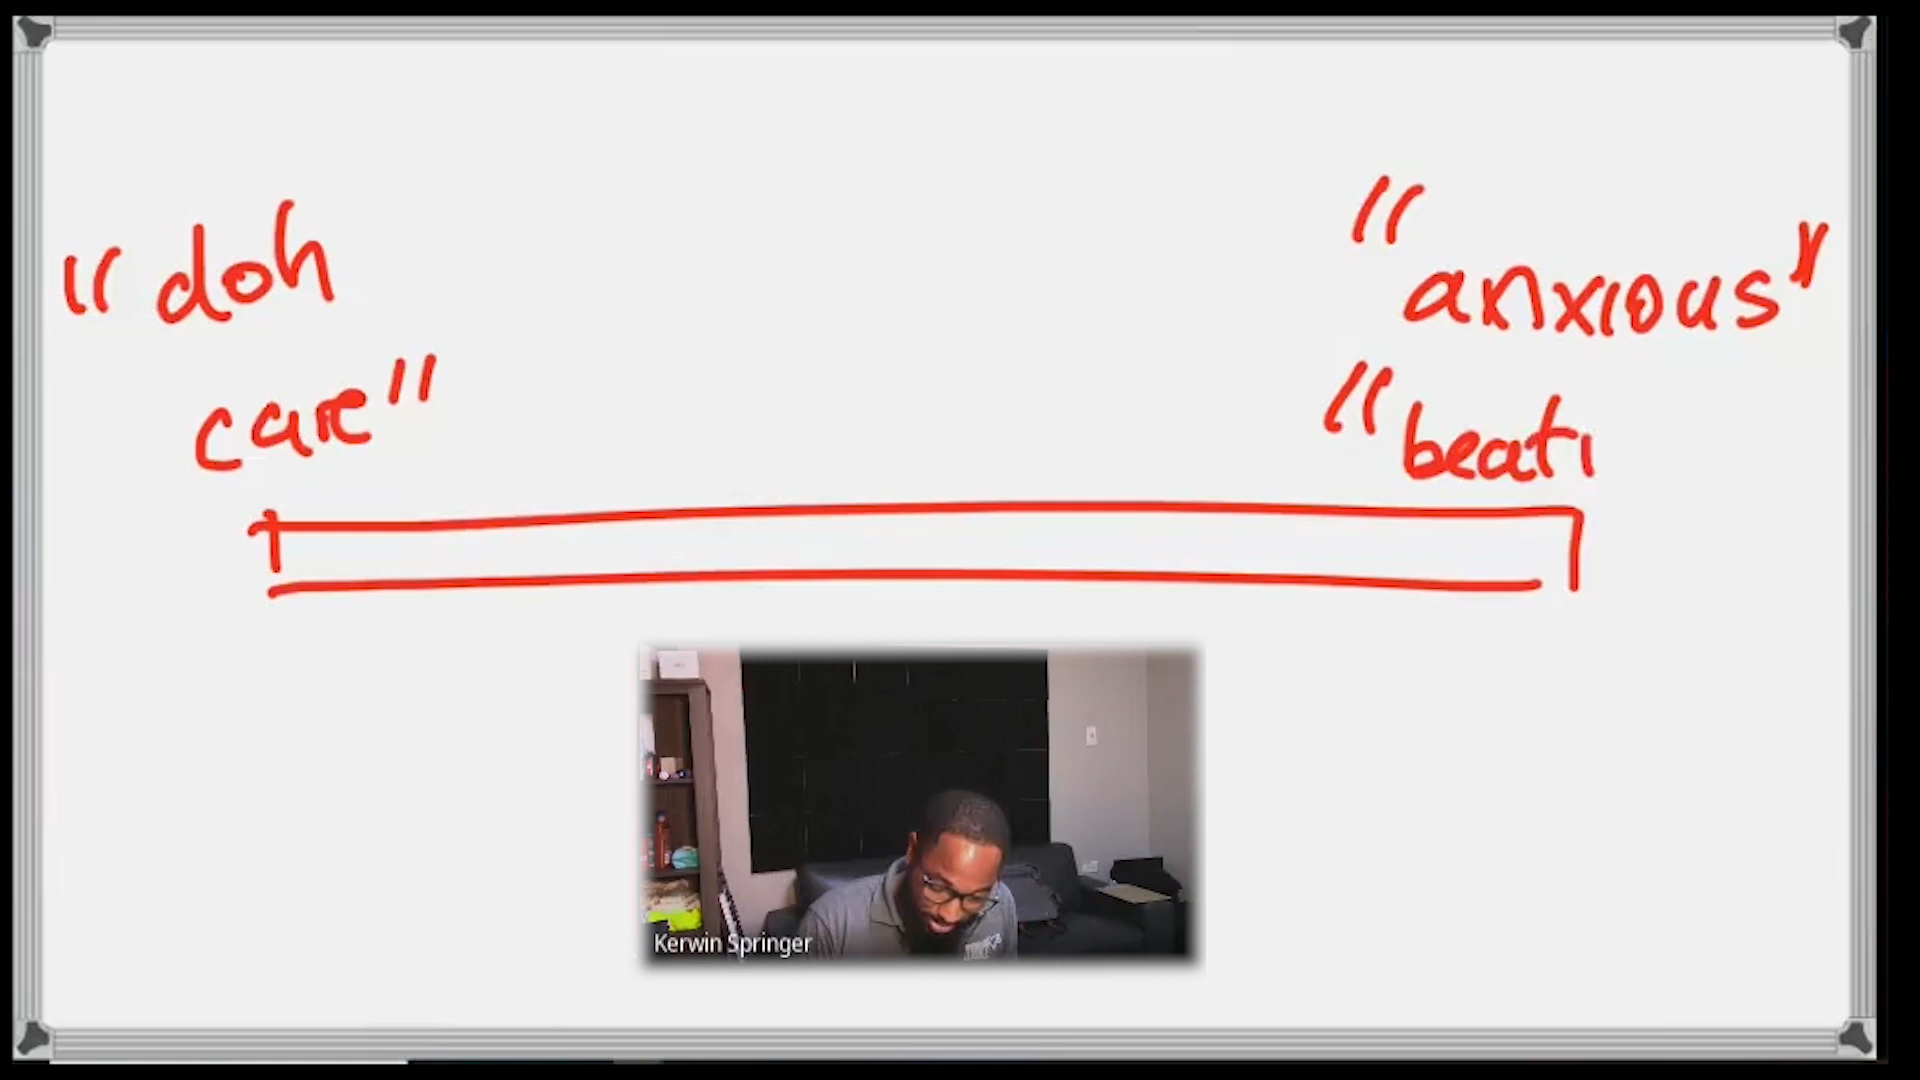 "doh
care"
"anxious"
"beati
Kerwin Springer